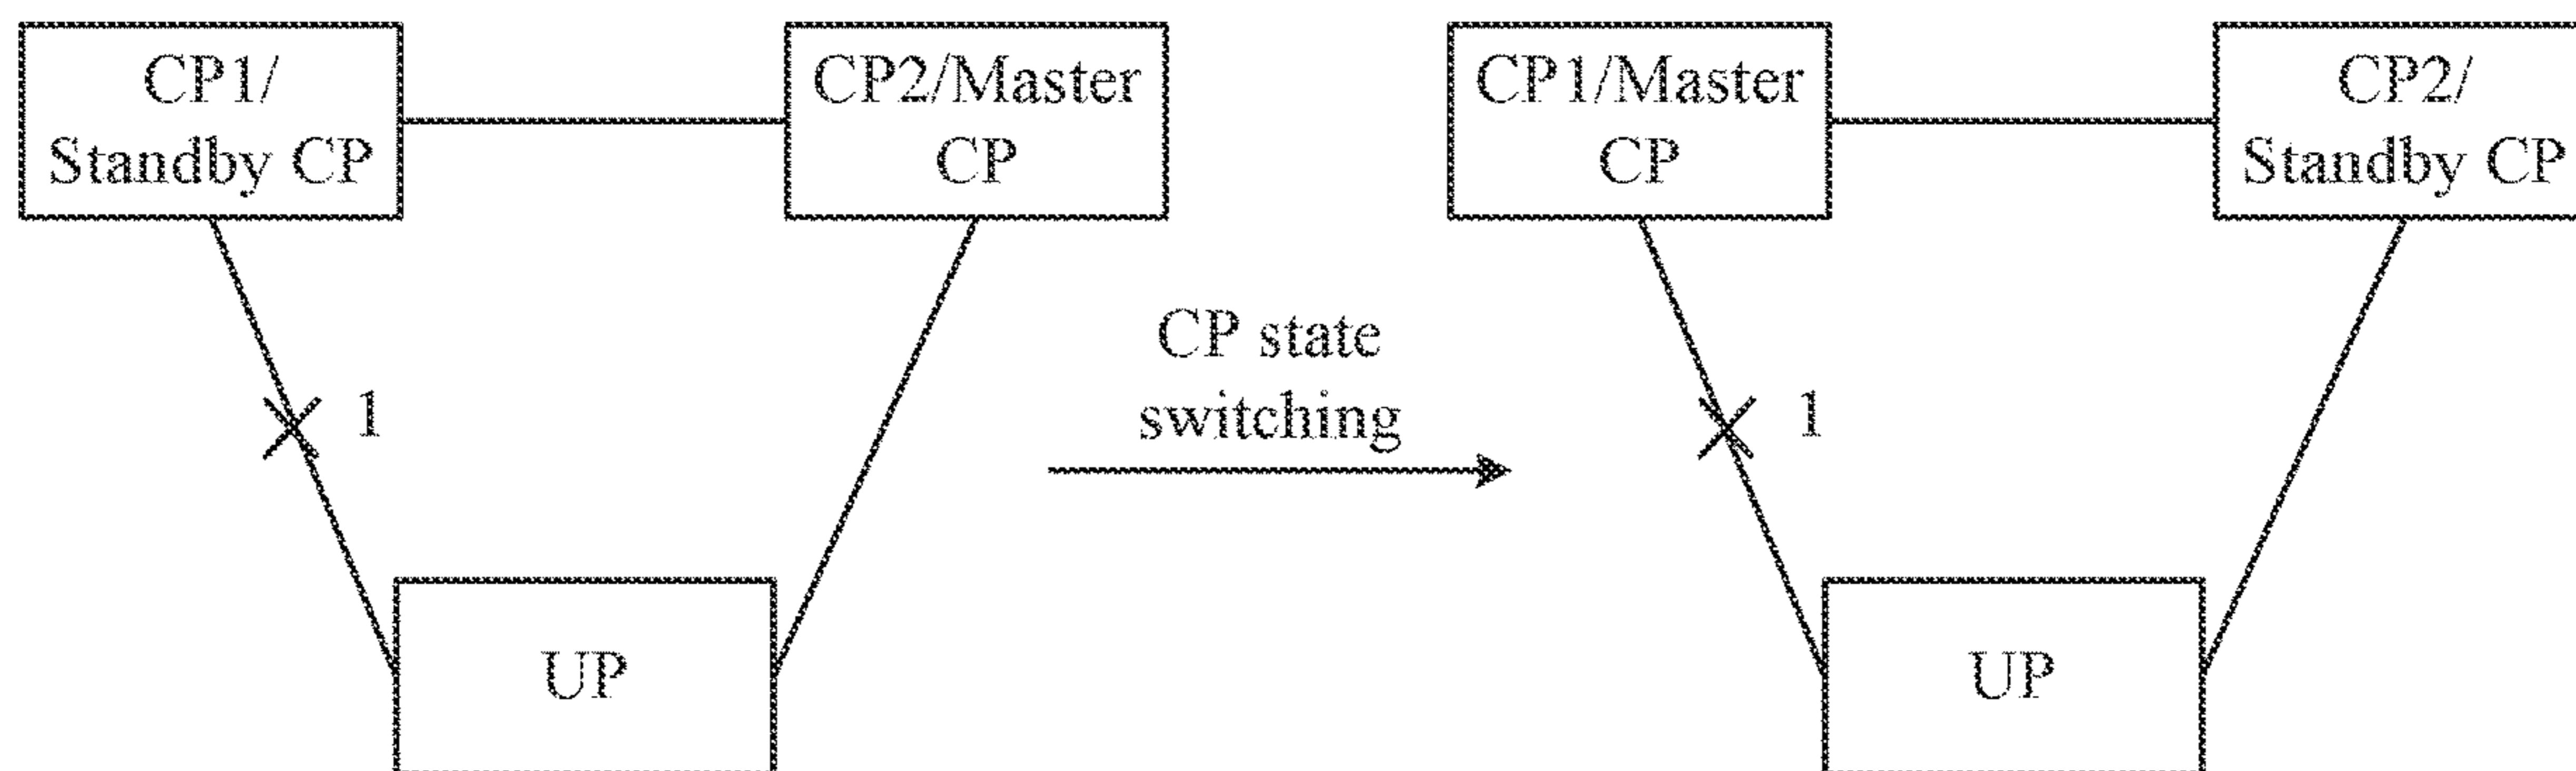 CP1/
Standby CP
CP2/Master
CP
1
UP
CP state
switching
CP1/Master
CP
CP2/
Standby CP
1
UP